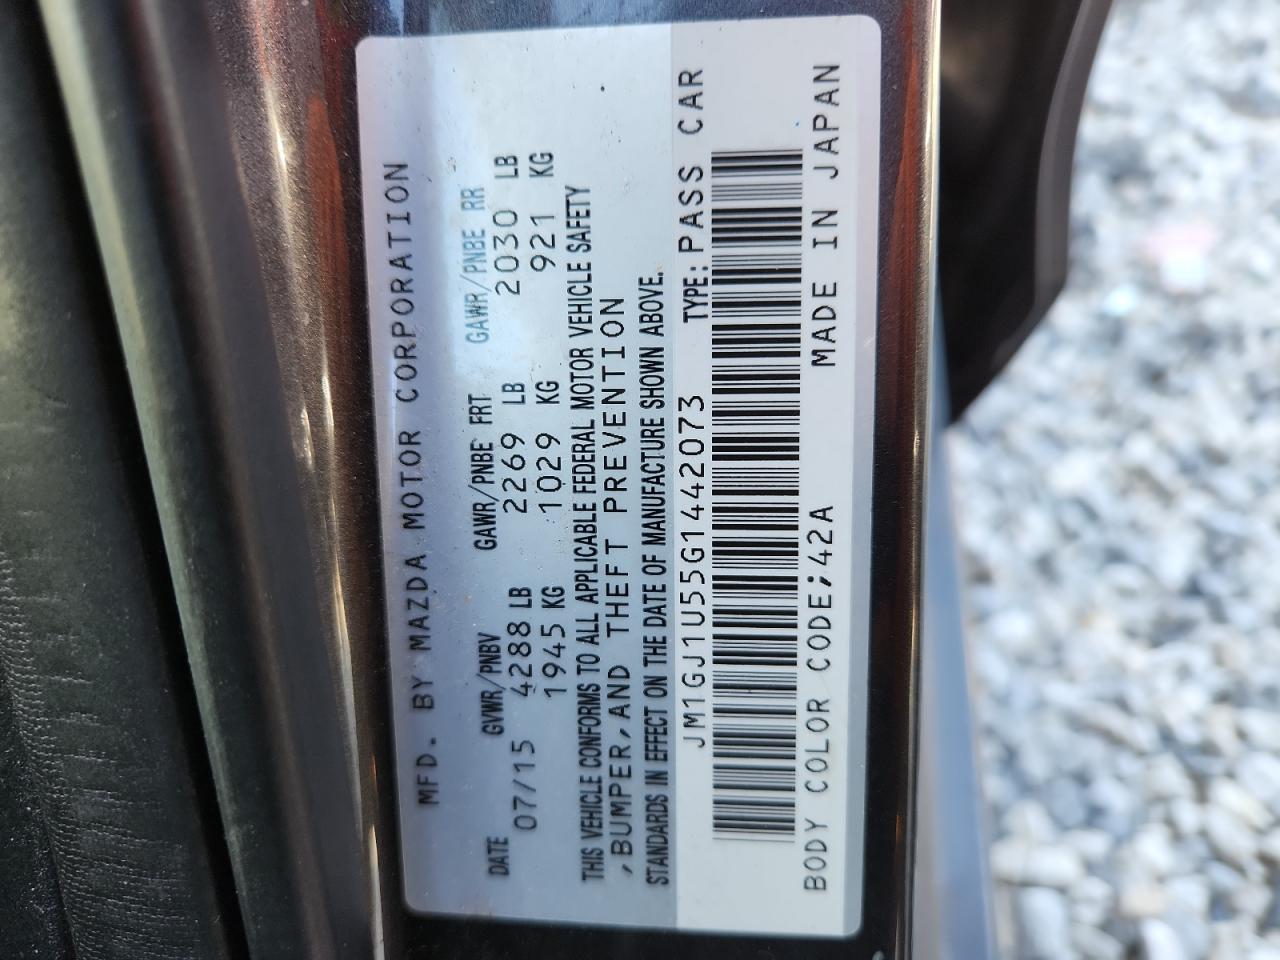 MFD. BY MAZDA MOTOR CORPORATION
DATE GVWR/PNBV GAWR/PNBE FRT GAWR/PNBE RR
07/15 4288 LB 2269 LB 2030 LB
1945 KG 1029 KG 921 KG
THIS VEHICLE CONFORMS TO ALL APPLICABLE FEDERAL MOTOR VEHICLE SAFETY
,BUMPER,AND THEFT PREVENTION
STANDARDS IN EFFECT ON THE DATE OF MANUFACTURE SHOWN ABOVE.
JM1GJ1U55G1442073 TYPE:PASS CAR
BODY COLOR CODE;42A MADE IN JAPAN